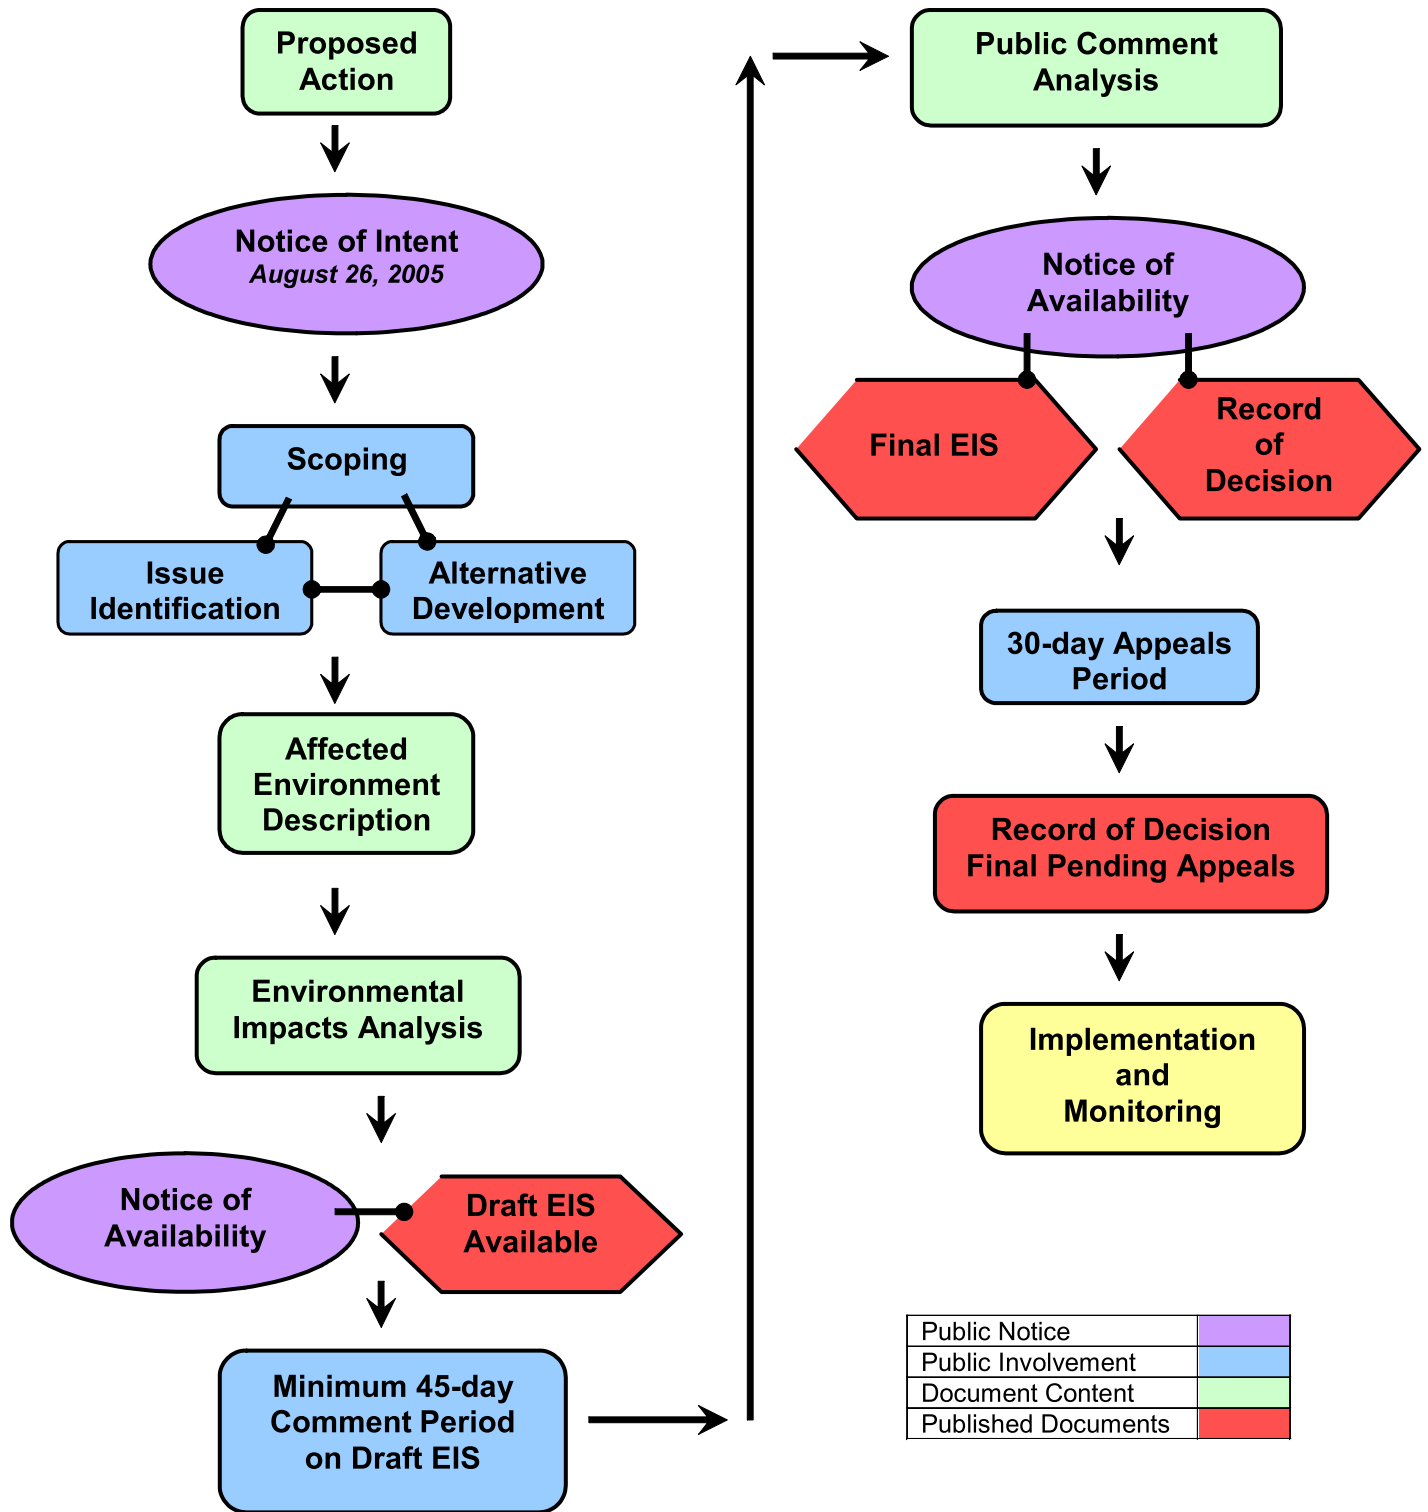 Proposed
Action
Notice of Intent
August 26, 2005
Scoping
Issue
Identification
Alternative
Development
Affected
Environment
Description
Environmental
Impacts Analysis
Notice of
Availability
Draft EIS
Available
Minimum 45-day
Comment Period
on Draft EIS
Public Comment
Analysis
Notice of
Availability
Final EIS
Record
of
Decision
30-day Appeals
Period
Record of Decision
Final Pending Appeals
Implementation
and
Monitoring
Public Notice
Public Involvement
Document Content
Published Documents